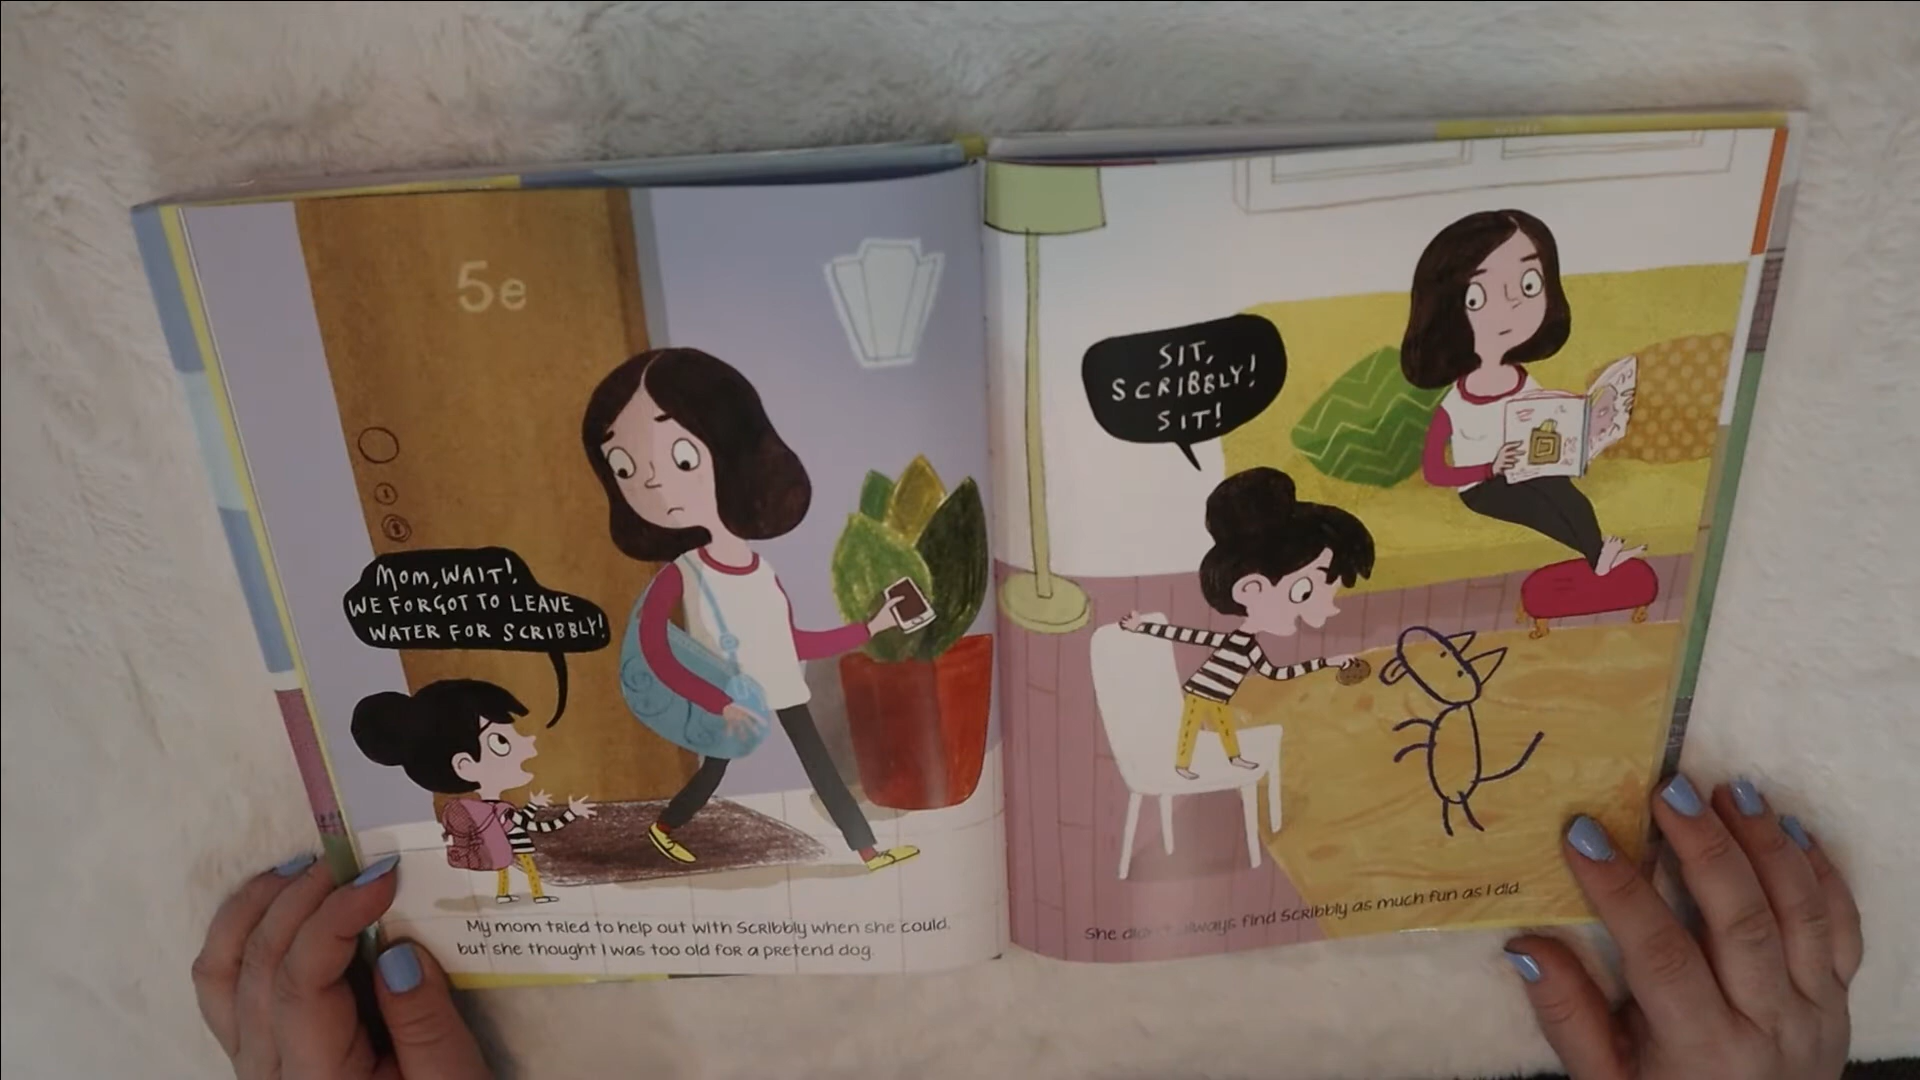 5e
MOM, WAIT!
WE FORGOT TO LEAVE
WATER FOR SCRIBBLY!
My mom tried to help out with Scribbly when she could,
but she thought I was too old for a pretend dog.
SIT,
SCRIBBLY!
SIT!
She always find Scribbly as much fun as I did.